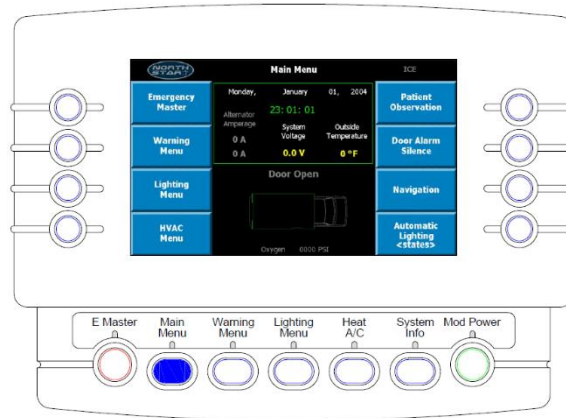 NORTH
STAR
Main Menu
ICE
Emergency
Master
Warning
Menu
Lighting
Menu
HVAC
Menu
Monday, January 01, 2004
23: 01: 01
Alternator
Amperage
0 A
0 A
System
Voltage
0.0 V
Outside
Temperature
0 °F
Door Open
Oxygen 0000 PSI
Patient
Observation
Door Alarm
Silence
Navigation
Automatic
Lighting
<states>
E Master
Main
Menu
Warning
Menu
Lighting
Menu
Heat
A/C
System
Info
Mod Power